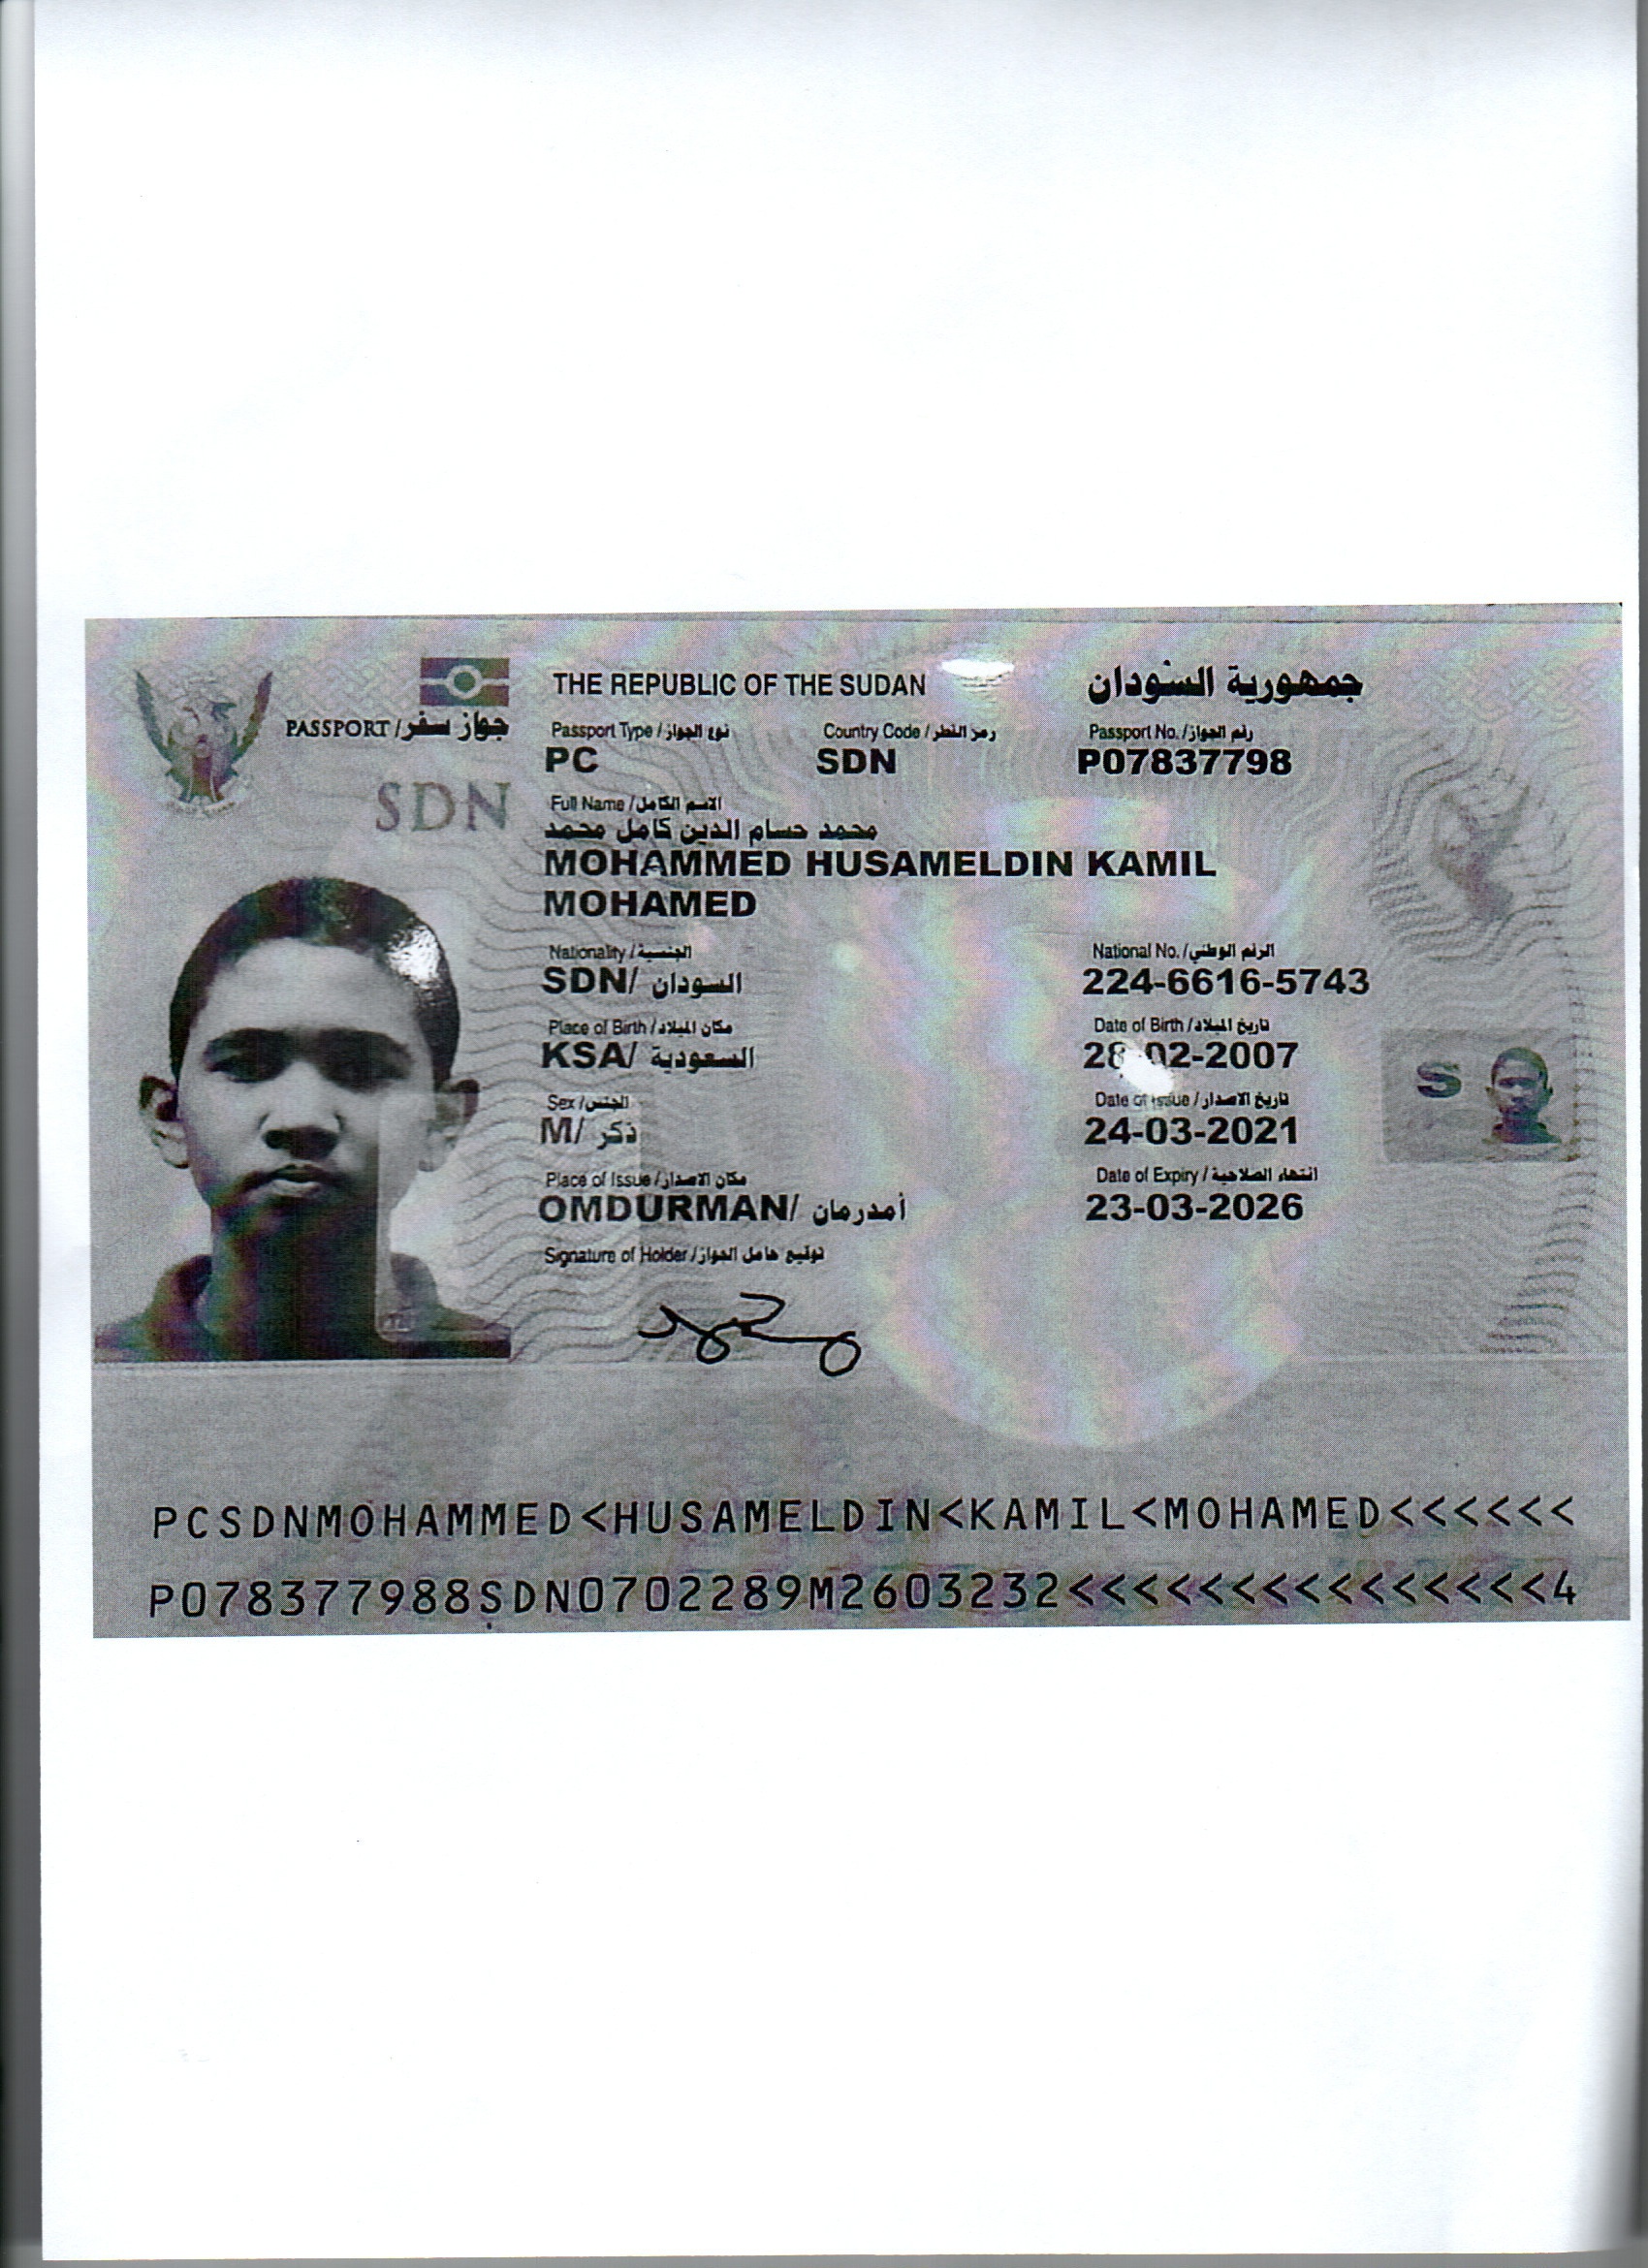 THE REPUBLIC OF THE SUDAN جمهورية السودان
PASSPORT / جواز سفر
Passport Type / نوع الجواز Country Code / رمز القطر Passport No. / رقم الجواز
PC SDN P07837798
SDN
Full Name / الاسم الكامل
محمد حسام الدين كامل محمد
MOHAMMED HUSAMELDIN KAMIL
MOHAMED
Nationality / الجنسية National No. / الرقم الوطني
SDN/ السودان 224-6616-5743
Place of Birth / مكان الميلاد Date of Birth / تاريخ الميلاد
KSA/ السعودية 28-02-2007
S
Sex / الجنس Date of Issue / تاريخ الاصدار
M/ ذكر 24-03-2021
Place of Issue / مكان الاصدار Date of Expiry / انتهاء الصلاحية
OMDURMAN/ أمدرمان 23-03-2026
Signature of Holder / توقيع حامل الجواز
PCSDNMOHAMMED<HUSAMELDIN<KAMIL<MOHAMED<<<<<<
P078377988SDN0702289M2603232<<<<<<<<<<<<<<<4